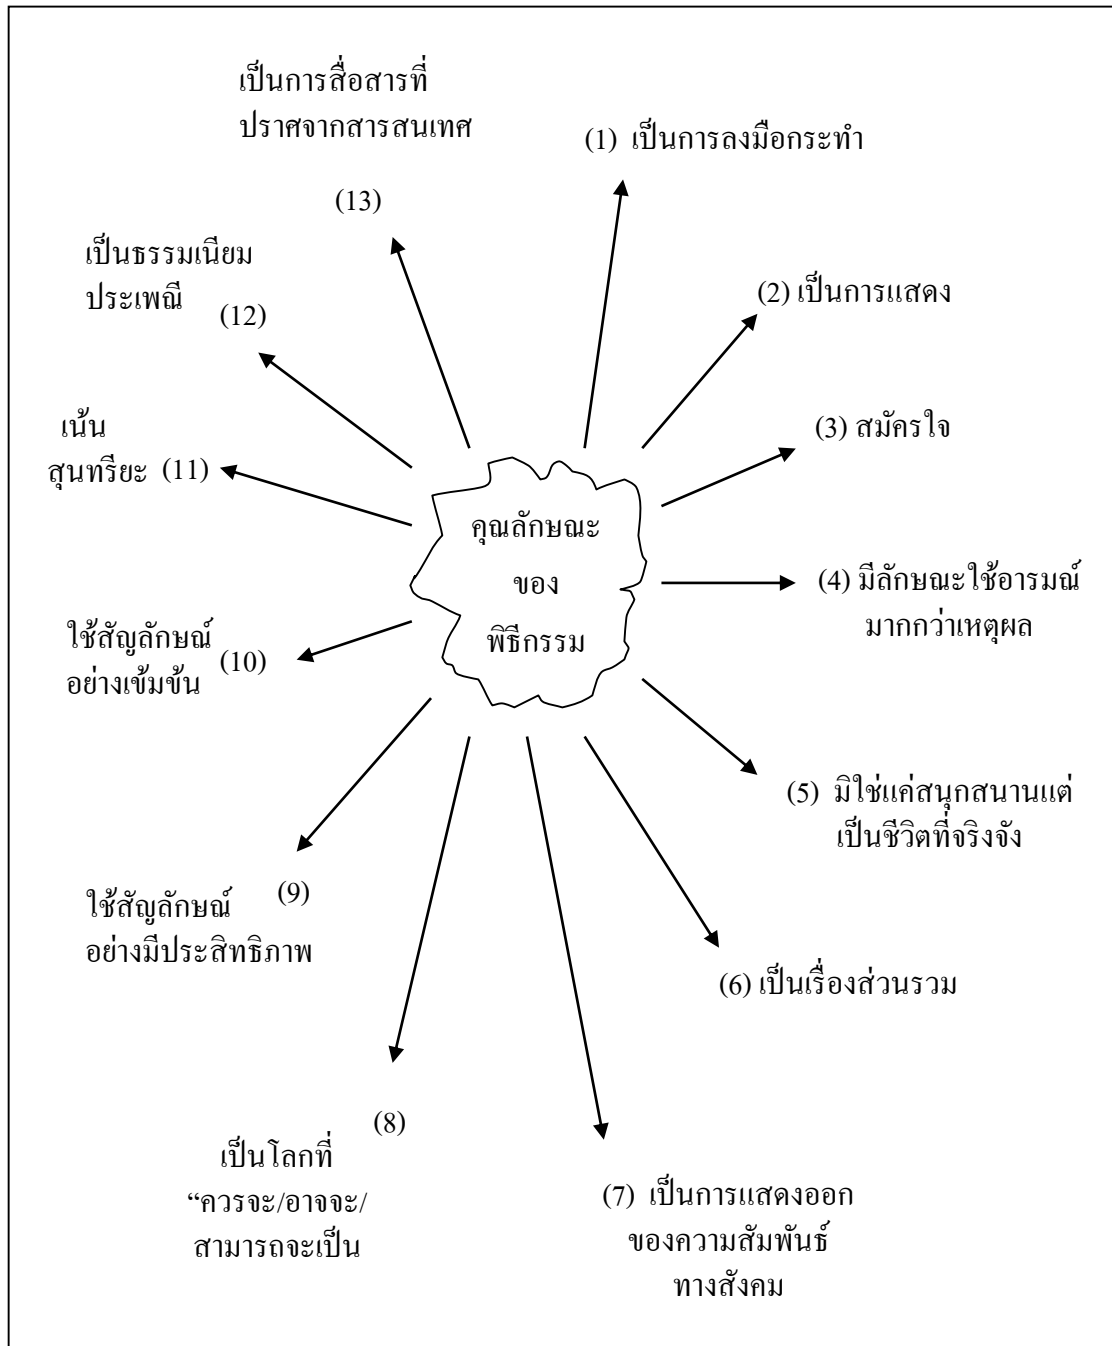 คุณลักษณะ
ของ
พิธีกรรม
(1) เป็นการลงมือกระทำ
(2) เป็นการแสดง
(3) สมัครใจ
(4) มีลักษณะใช้อารมณ์
มากกว่าเหตุผล
(5) มิใช่แค่สนุกสนานแต่
เป็นชีวิตที่จริงจัง
(6) เป็นเรื่องส่วนรวม
(7) เป็นการแสดงออก
ของความสัมพันธ์
ทางสังคม
(8)
เป็นโลกที่
“ควรจะ/อาจจะ/
สามารถจะเป็น
(9)
ใช้สัญลักษณ์
อย่างมีประสิทธิภาพ
ใช้สัญลักษณ์
อย่างเข้มข้น (10)
เน้น
สุนทรียะ (11)
เป็นธรรมเนียม
ประเพณี (12)
เป็นการสื่อสารที่
ปราศจากสารสนเทศ
(13)